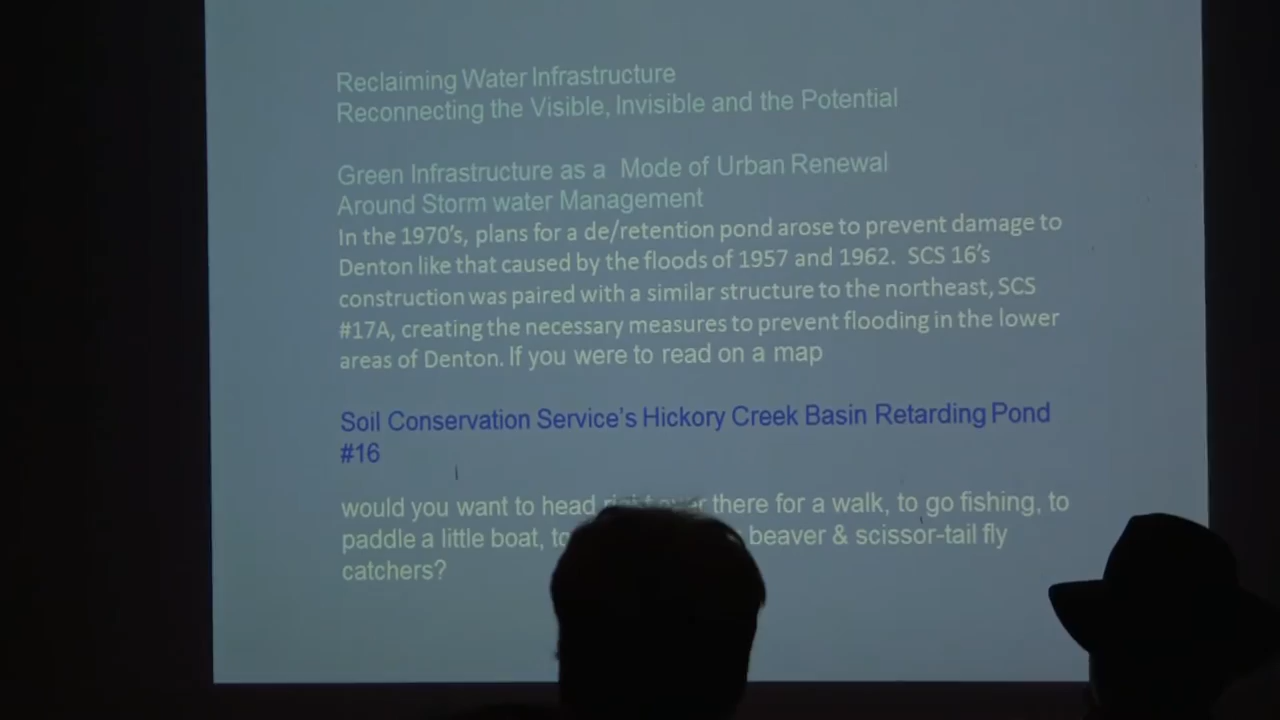 Reclaiming Water Infrastructure
Reconnecting the Visible, Invisible and the Potential
Green Infrastructure as a Mode of Urban Renewal
Around Storm water Management
In the 1970's, plans for a de/retention pond arose to prevent damage to
Denton like that caused by the floods of 1957 and 1962. SCS 16's
construction was paired with a similar structure to the northeast, SCS
#17A, creating the necessary measures to prevent flooding in the lower
areas of Denton. If you were to read on a map
Soil Conservation Service's Hickory Creek Basin Retarding Pond
#16
would you want to head right over there for a walk, to go fishing, to
paddle a little boat, beaver & scissor-tail fly
catchers?